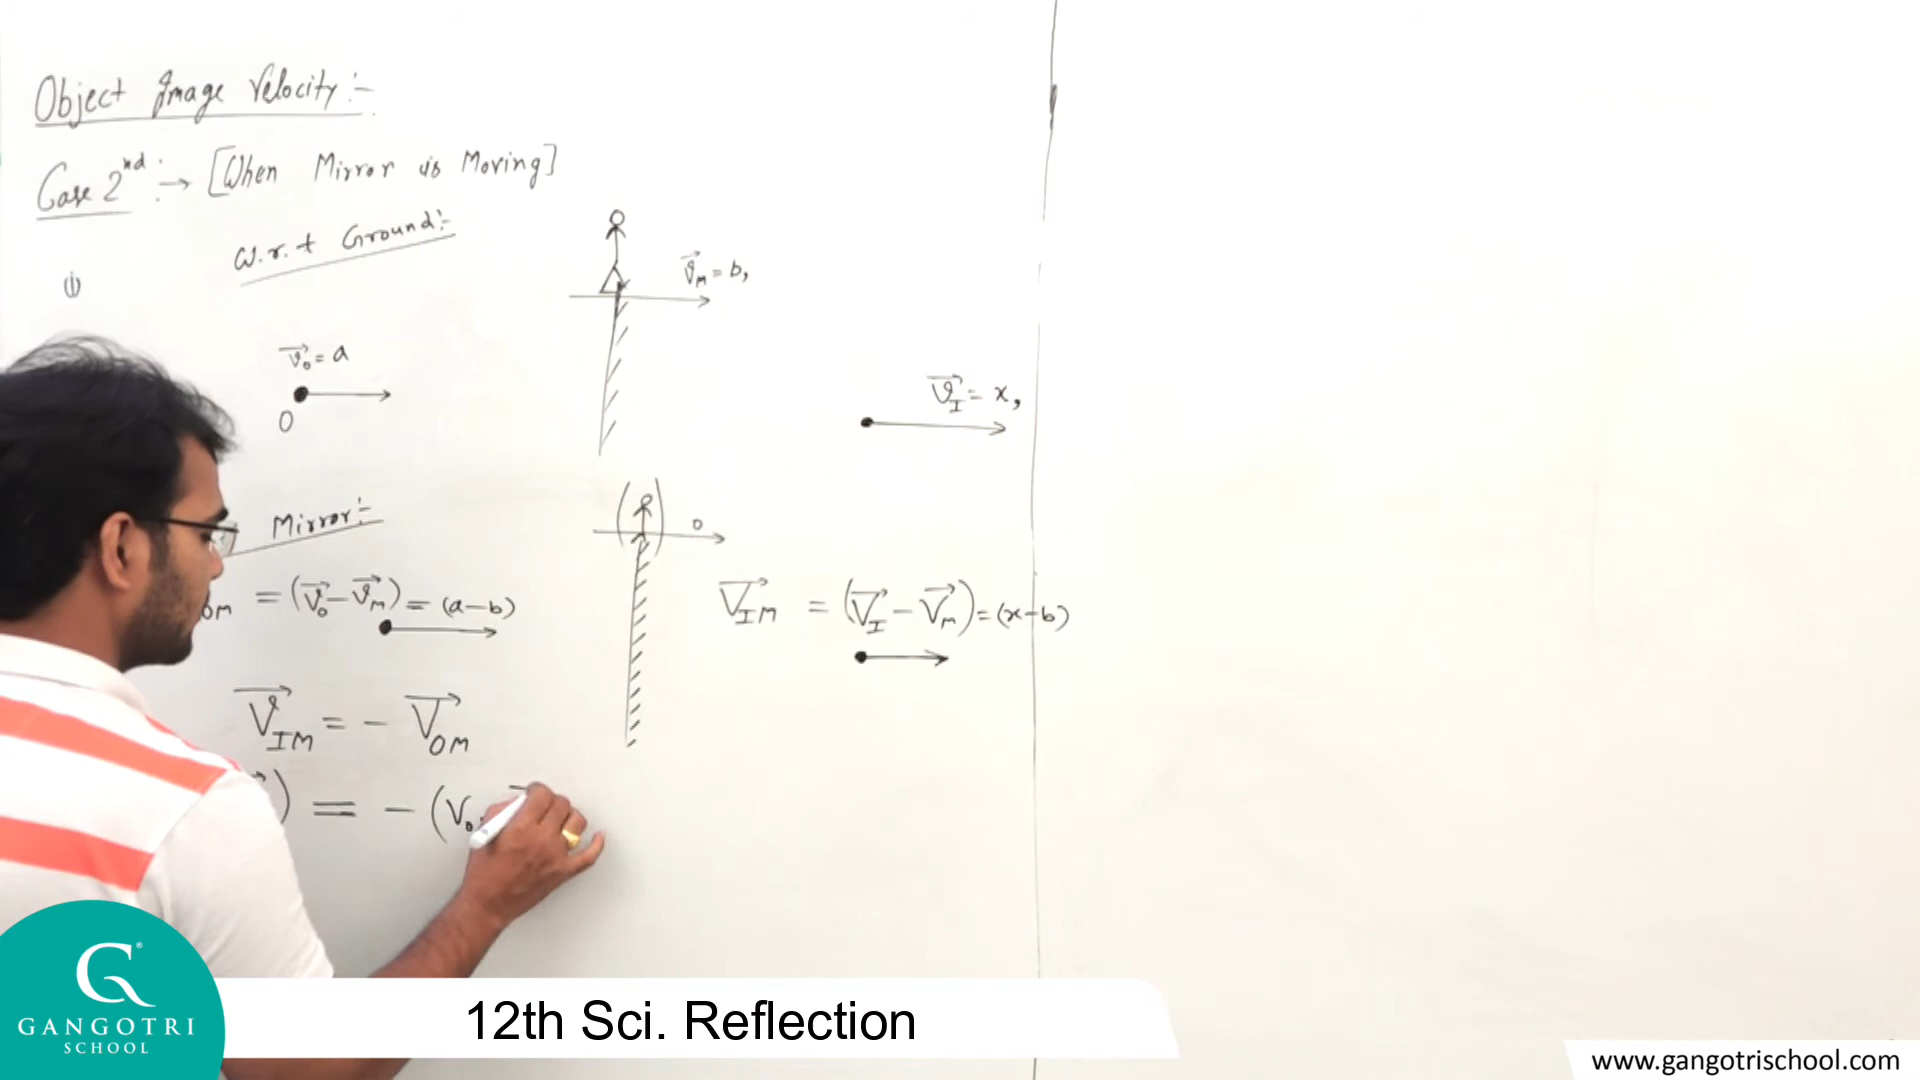 Object Image Velocity :-
Case 2nd :→ [When Mirror is Moving]
W.r.t Ground:-
(i)
V⃗m = b,
V⃗o = a
O
V⃗I = x,
Mirror:-
0
OM = (V⃗o - V⃗m) = (a-b)
V⃗IM = (V⃗I - V⃗m) = (x-b)
V⃗IM = - V⃗OM
) = - (Vo
G®
GANGOTRI
SCHOOL
12th Sci. Reflection
www.gangotrischool.com